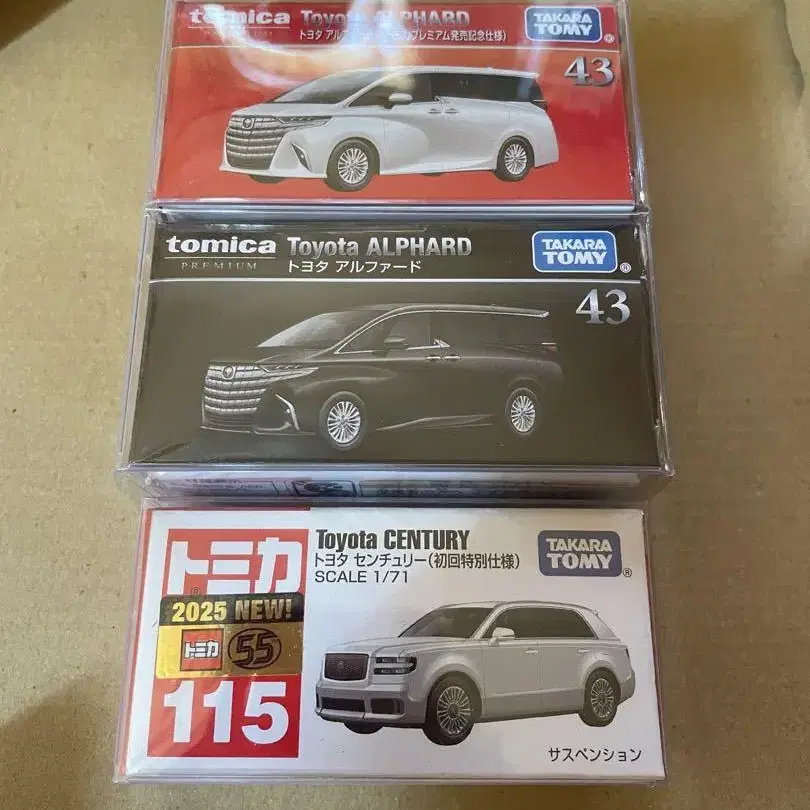 tomica Toyota ALPHARD
トヨタ アル プレミアム発売記念仕様)
TAKARA TOMY
43
tomica Toyota ALPHARD
PREMIUM トヨタ アルファード
TAKARA TOMY ®
43
トミカ
Toyota CENTURY
トヨタ センチュリー(初回特別仕様)
SCALE 1/71
TAKARA TOMY ®
2025 NEW!
トミカ 55
115
サスペンション